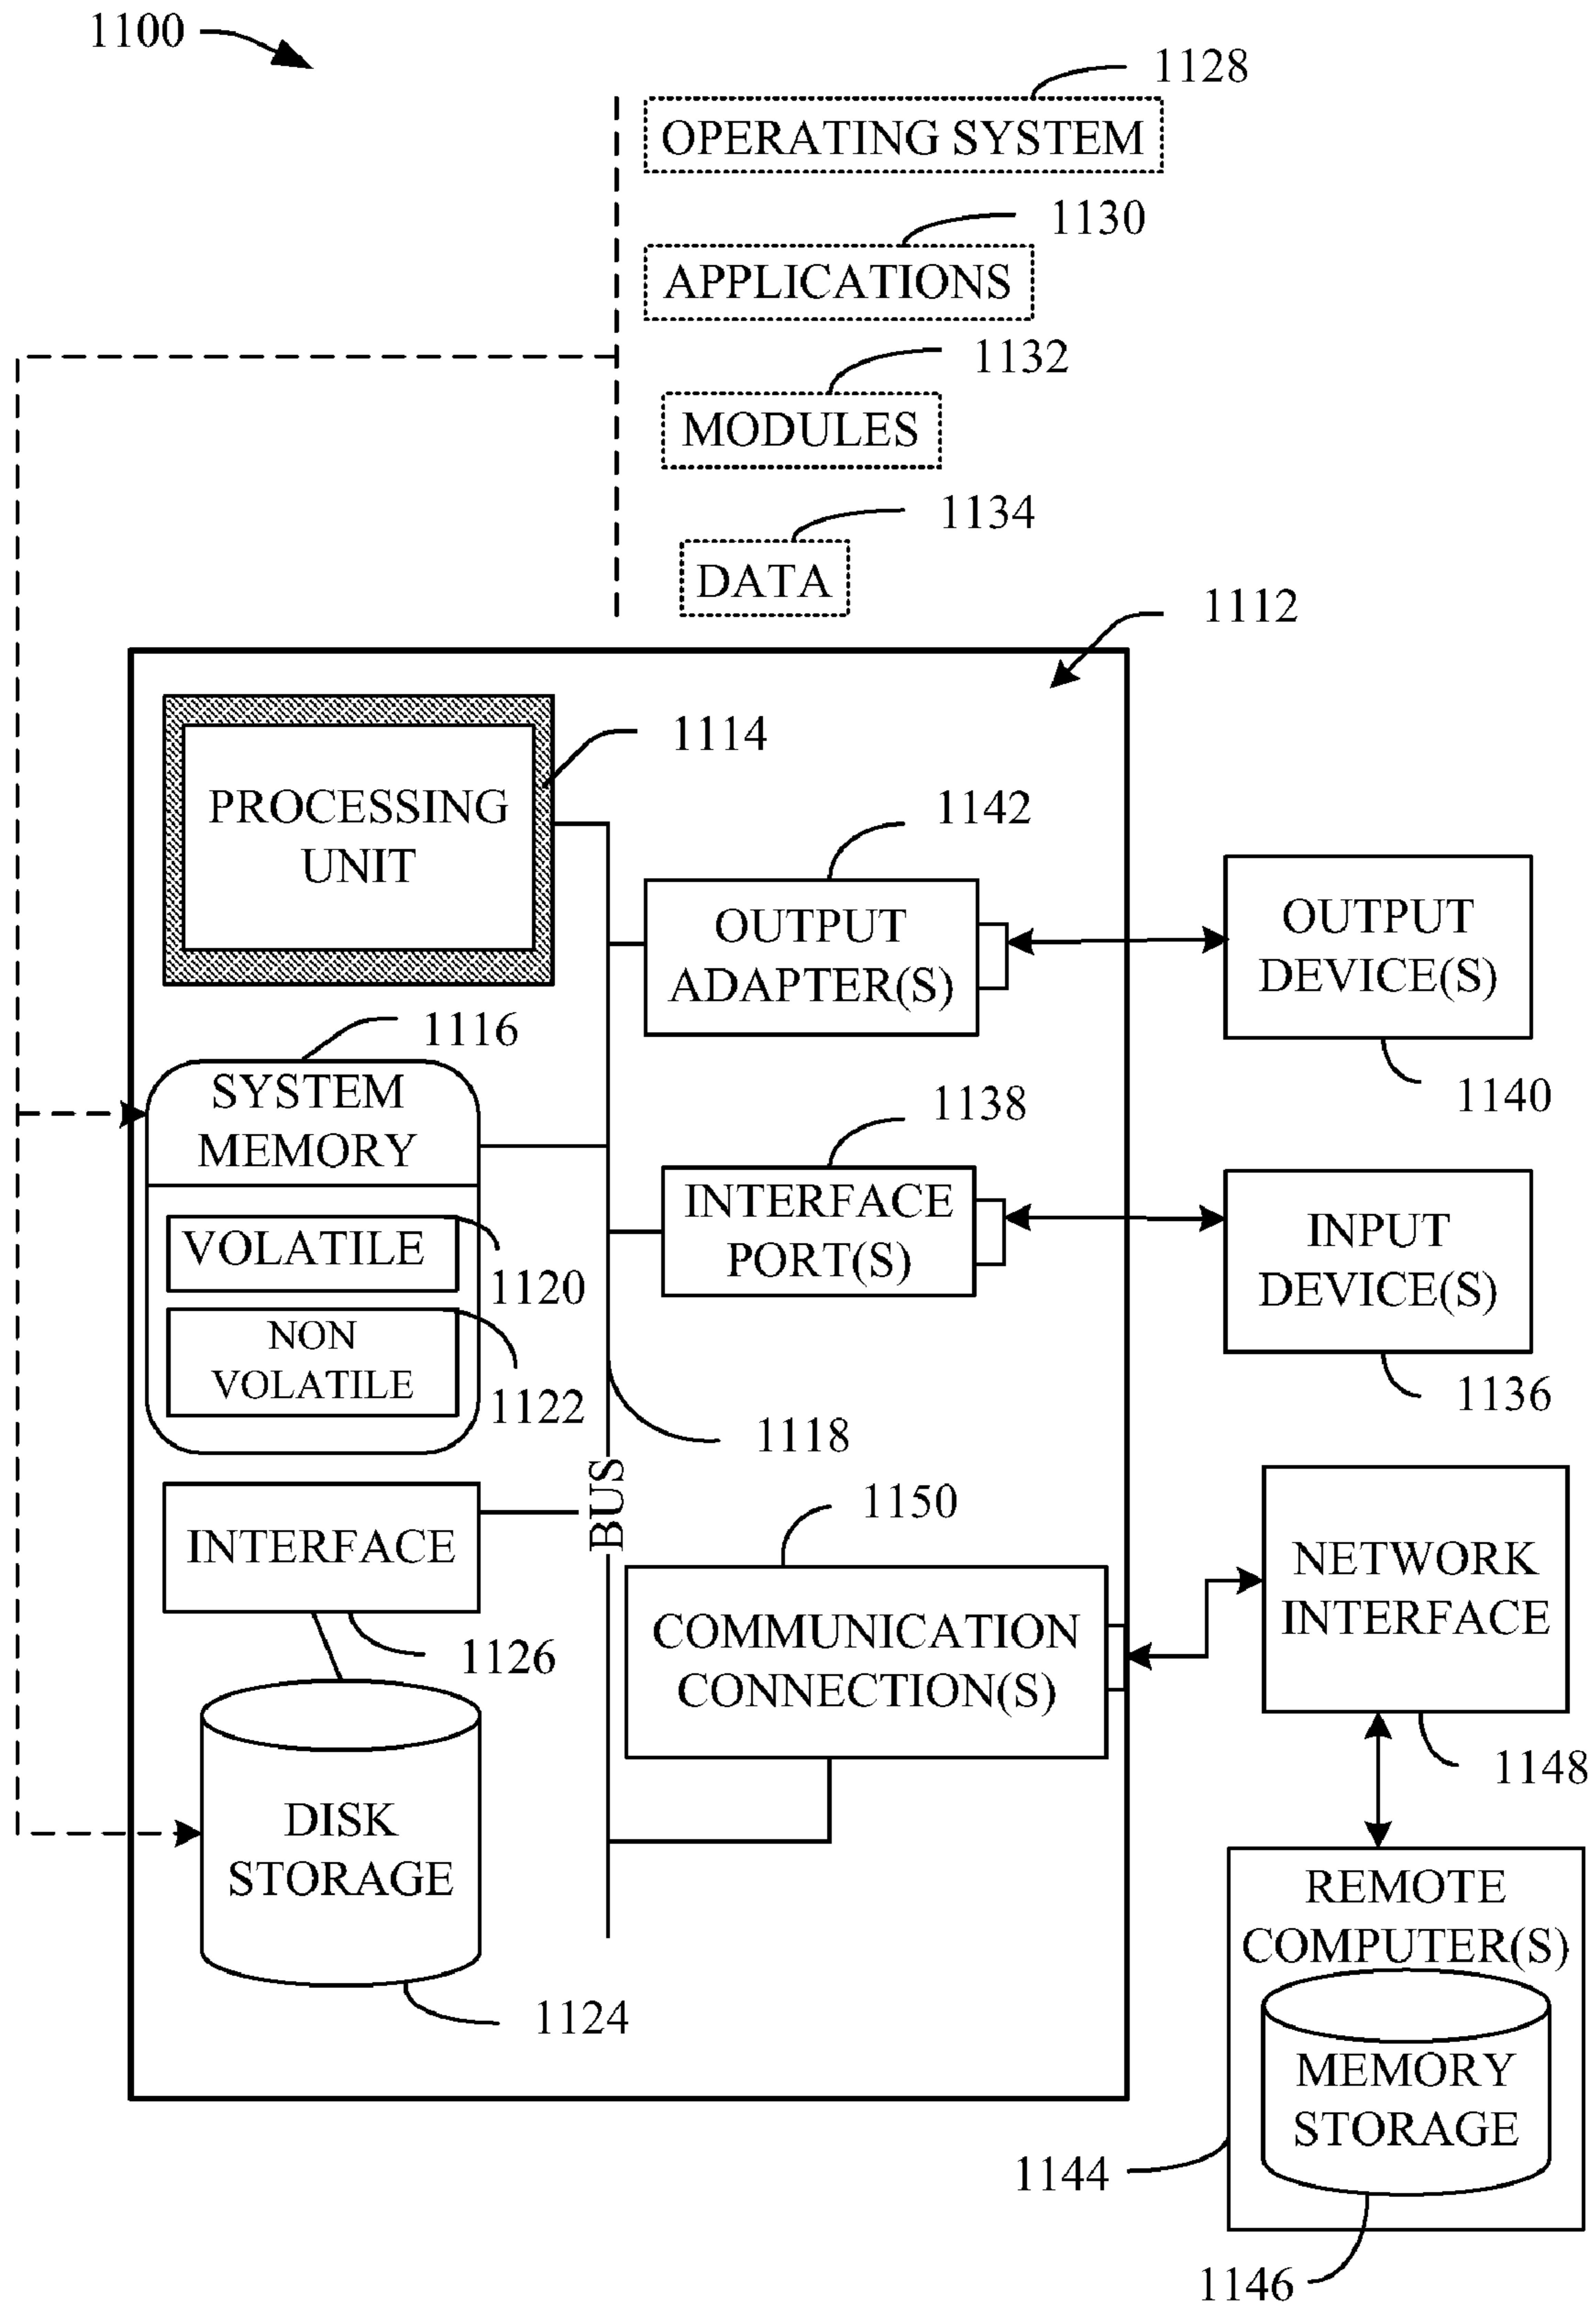 1100
1128
OPERATING SYSTEM
1130
APPLICATIONS
1132
MODULES
1134
DATA
1112
PROCESSING
UNIT
1114
1142
OUTPUT
ADAPTER(S)
OUTPUT
DEVICE(S)
1140
1116
SYSTEM
MEMORY
VOLATILE
1120
NON
VOLATILE
1122
1138
INTERFACE
PORT(S)
INPUT
DEVICE(S)
1136
1118
BUS
INTERFACE
1126
1150
COMMUNICATION
CONNECTION(S)
NETWORK
INTERFACE
1148
DISK
STORAGE
1124
REMOTE
COMPUTER(S)
MEMORY
STORAGE
1144
1146